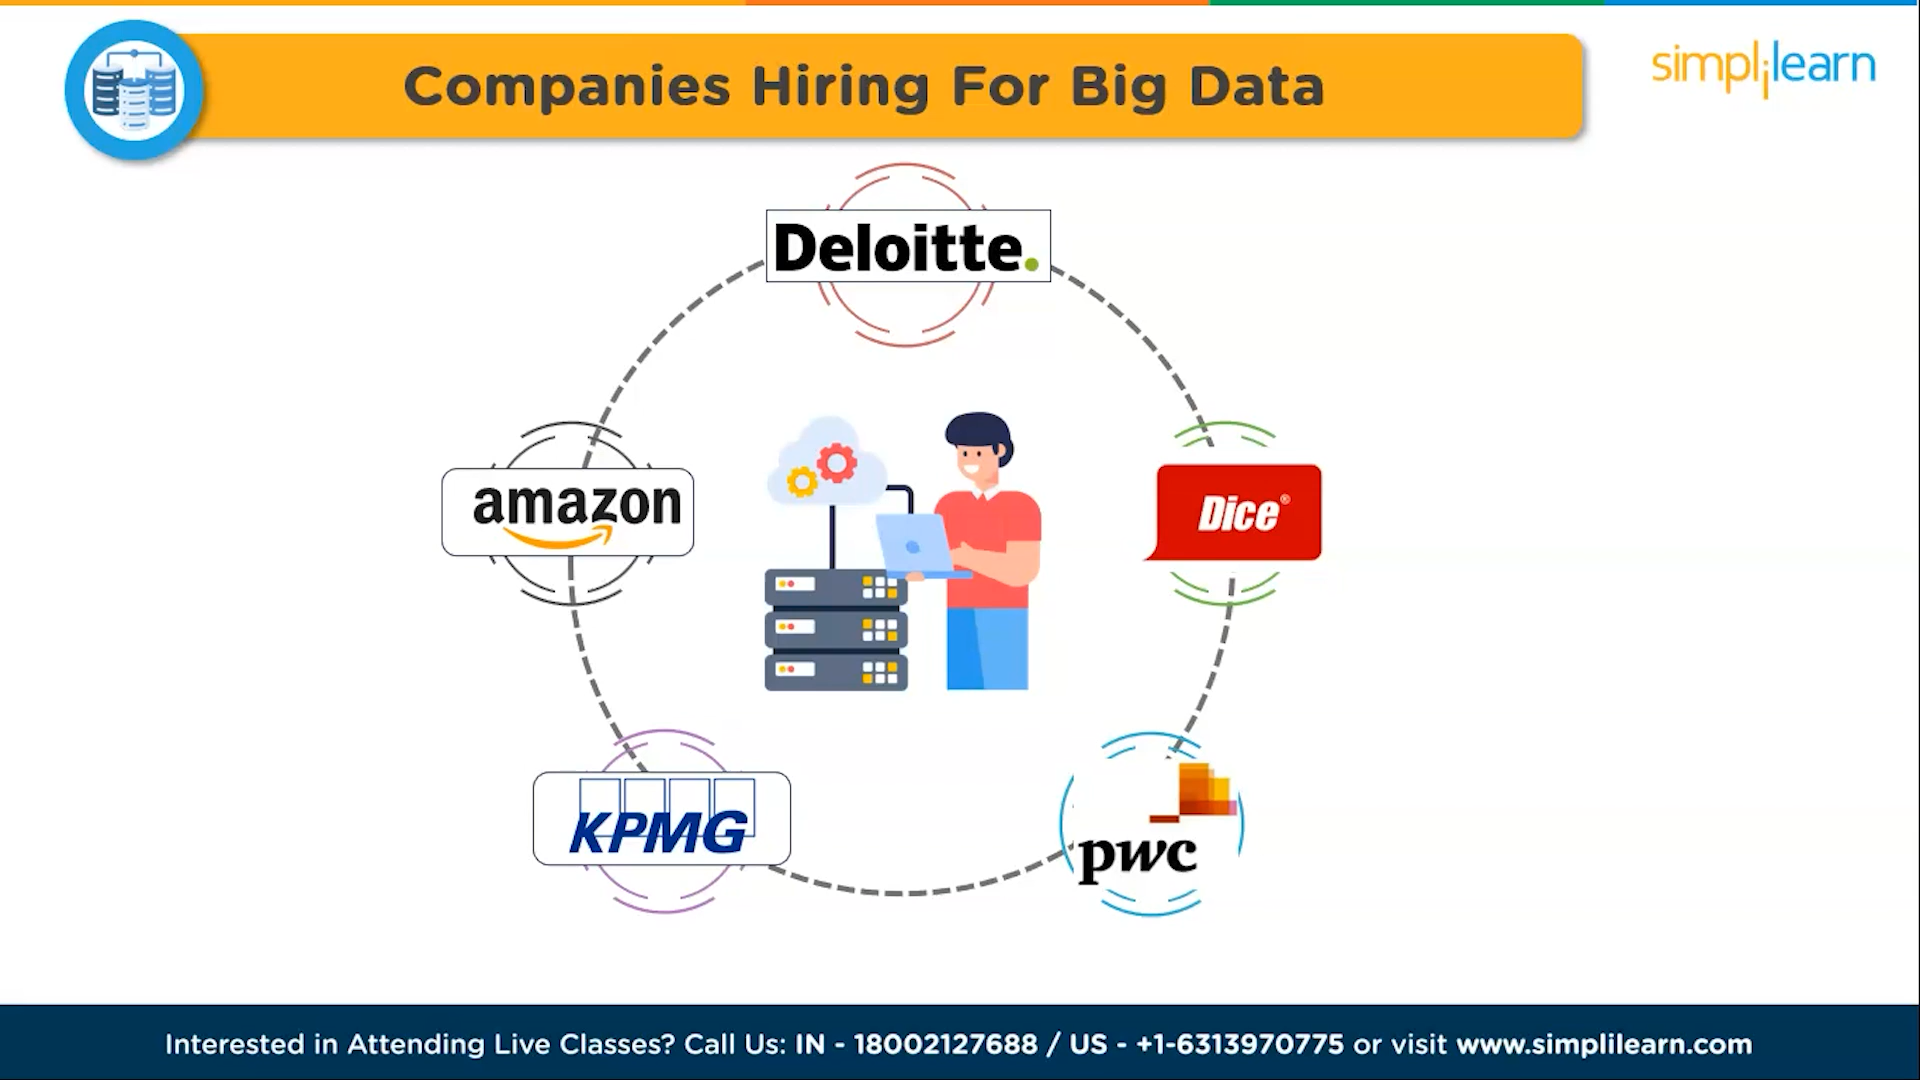 Companies Hiring For Big Data
simplilearn
Deloitte.
amazon
Dice®
KPMG
pwc
Interested in Attending Live Classes? Call Us: IN - 18002127688 / US - +1-6313970775 or visit www.simplilearn.com